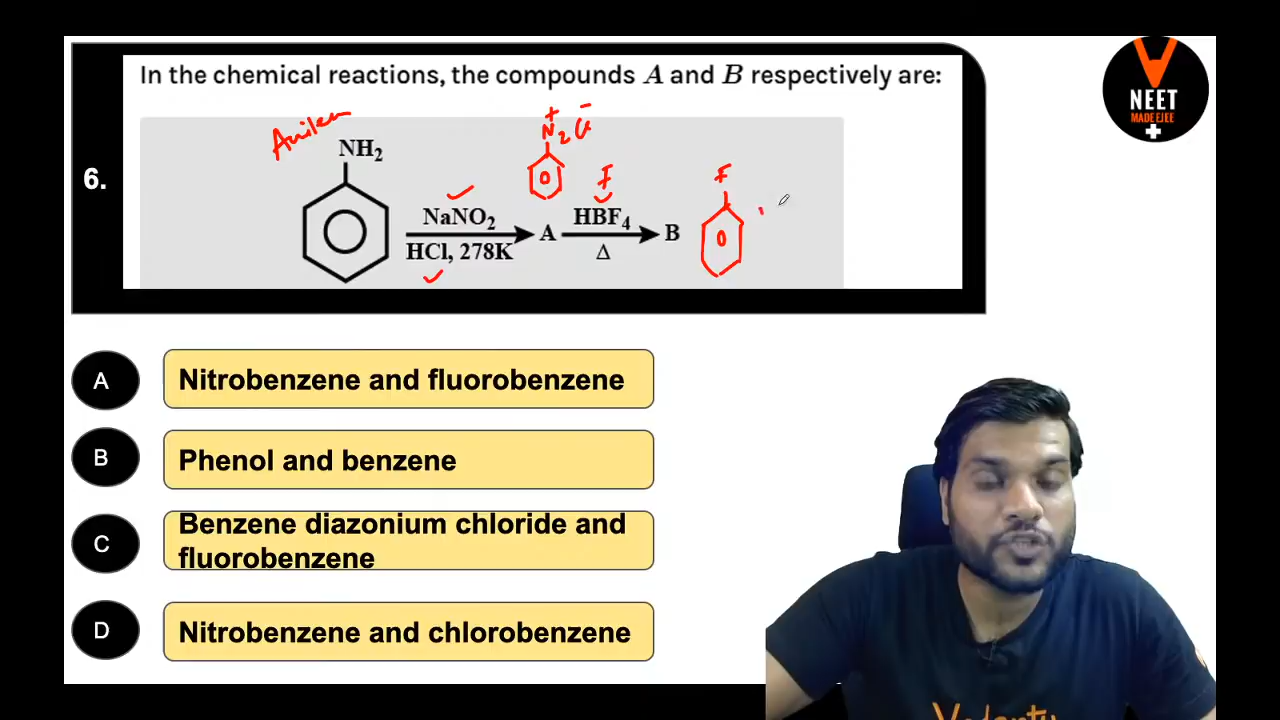 In the chemical reactions, the compounds A and B respectively are:
NEET
MADE EJEE
6.
NH₂
N₂⁺ Cl⁻
F
F
NaNO₂
HCl, 278K
A
HBF₄
Δ
B
A
Nitrobenzene and fluorobenzene
B
Phenol and benzene
C
Benzene diazonium chloride and
fluorobenzene
D
Nitrobenzene and chlorobenzene
Vedantu